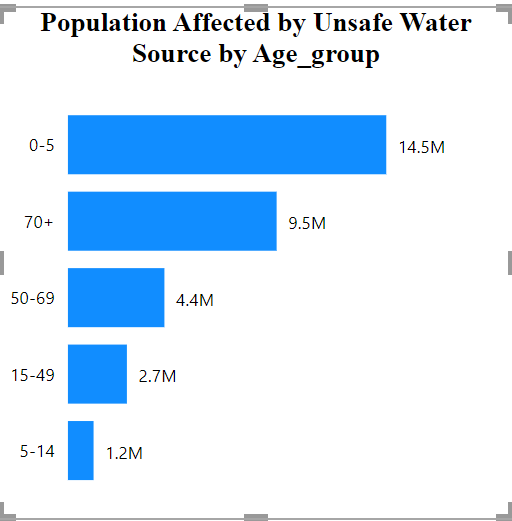 Population Affected by Unsafe Water
Source by Age_group
0-5 14.5M
70+ 9.5M
50-69 4.4M
15-49 2.7M
5-14 1.2M